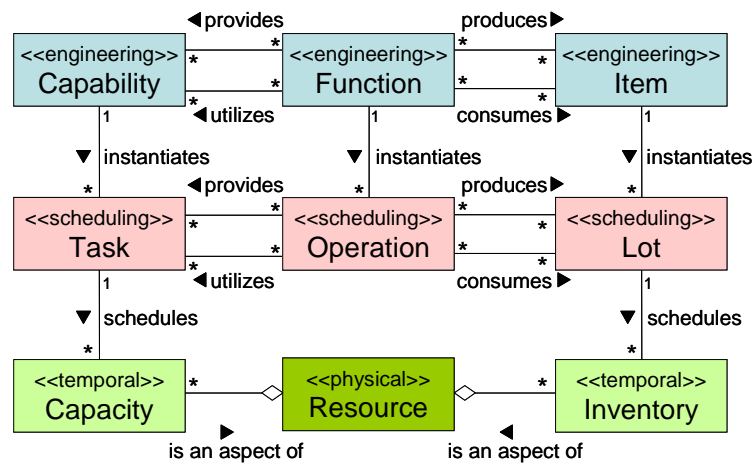 ◀ provides
produces ▶
<<engineering>>
Capability
* *
* *
<<engineering>>
Function
* *
* *
<<engineering>>
Item
◀ utilizes
consumes ▶
1
1
1
▼ instantiates
▼ instantiates
▼ instantiates
*
*
*
◀ provides
produces ▶
<<scheduling>>
Task
* *
* *
<<scheduling>>
Operation
* *
* *
<<scheduling>>
Lot
◀ utilizes
consumes ▶
1
1
▼ schedules
▼ schedules
*
*
<<temporal>>
Capacity
*
<<physical>>
Resource
*
<<temporal>>
Inventory
▶
◀
is an aspect of
is an aspect of